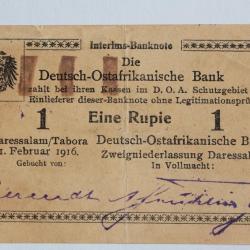 Interims-Banknote
Die
Deutsch-Ostafrikanische Bank
zahlt bei ihren Kassen im D. O. A. Schutzgebiet
Einlieferer dieser Banknote ohne Legitimationsprü
1 Eine Rupie 1
Daressalam/Tabora
1. Februar 1916.
Gebucht von:
Deutsch-Ostafrikanische B
Zweigniederlassung Daressa
In Vollmacht: